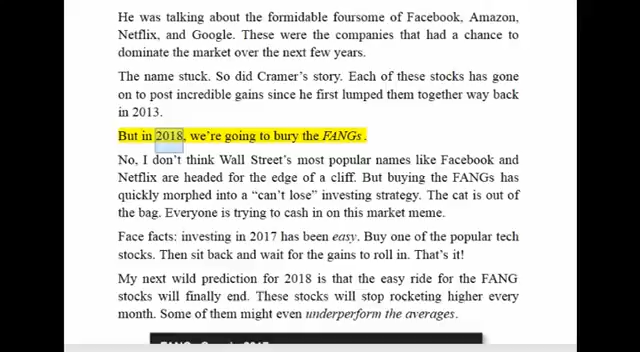 He was talking about the formidable foursome of Facebook, Amazon,
Netflix, and Google. These were the companies that had a chance to
dominate the market over the next few years.
The name stuck. So did Cramer's story. Each of these stocks has gone
on to post incredible gains since he first lumped them together way back
in 2013.
But in 2018, we're going to bury the FANGs.
No, I don't think Wall Street's most popular names like Facebook and
Netflix are headed for the edge of a cliff. But buying the FANGs has
quickly morphed into a “can't lose” investing strategy. The cat is out of
the bag. Everyone is trying to cash in on this market meme.
Face facts: investing in 2017 has been easy. Buy one of the popular tech
stocks. Then sit back and wait for the gains to roll in. That's it!
My next wild prediction for 2018 is that the easy ride for the FANG
stocks will finally end. These stocks will stop rocketing higher every
month. Some of them might even underperform the averages.